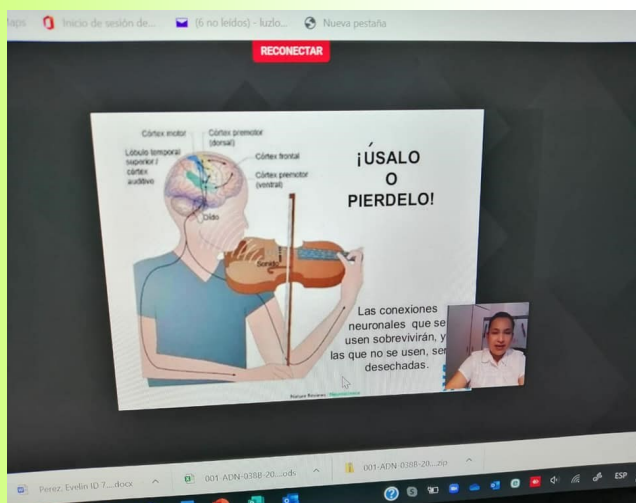 Maps
Inicio de sesión de...
(6 no leídos) - luzlo...
Nueva pestaña
RECONECTAR
Córtex motor
Córtex premotor
(dorsal)
Lóbulo temporal
superior /
córtex
auditivo
Córtex frontal
Córtex premotor
(ventral)
Oído
Sonido
¡ÚSALO
O
PIERDELO!
Las conexiones
neuronales que se
usen sobrevivirán, y
las que no se usen, ser
desechadas.
Nature Reviews | Neuroscience
Perez, Evelin ID 7....docx
001-ADN-0388-20....ods
001-ADN-0388-20....zip
ESP